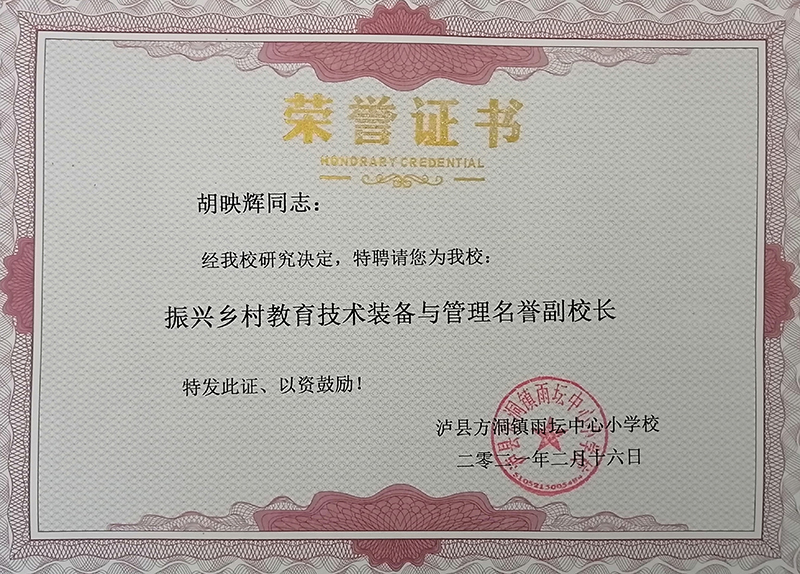 荣誉证书
HONORARY CREDENTIAL
胡映辉同志：
经我校研究决定，特聘请您为我校：
振兴乡村教育技术装备与管理名誉副校长
特发此证、以资鼓励！
泸县方洞镇雨坛中心小学校
二零二一年二月十六日